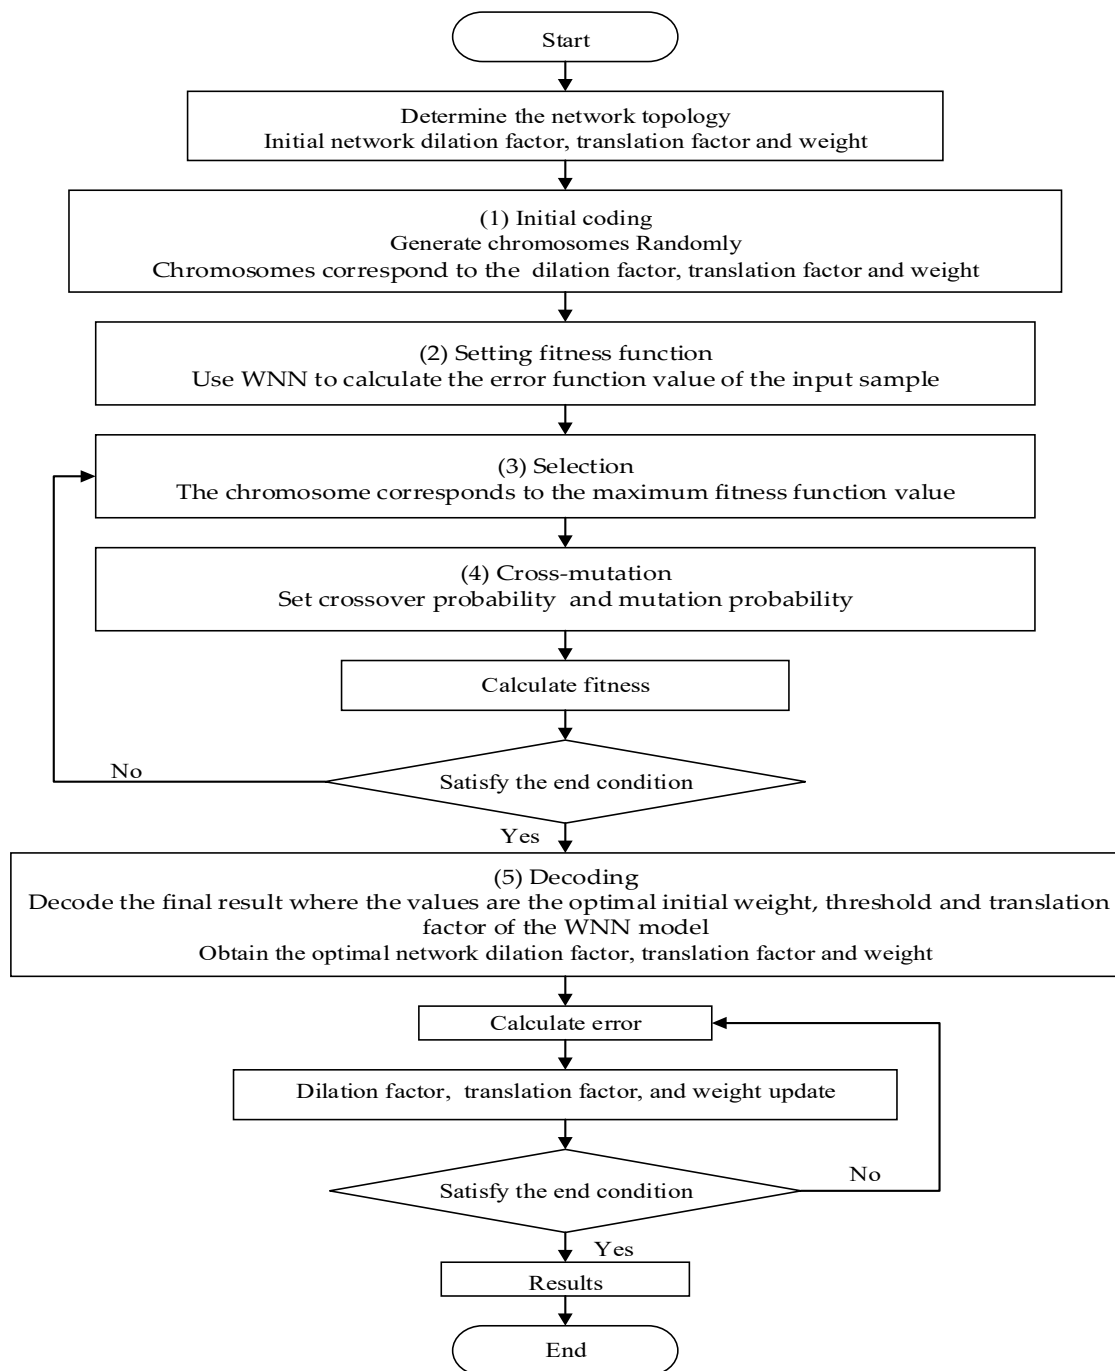 Start
Determine the network topology
Initial network dilation factor, translation factor and weight
(1) Initial coding
Generate chromosomes Randomly
Chromosomes correspond to the dilation factor, translation factor and weight
(2) Setting fitness function
Use WNN to calculate the error function value of the input sample
(3) Selection
The chromosome corresponds to the maximum fitness function value
(4) Cross-mutation
Set crossover probability and mutation probability
Calculate fitness
No
Satisfy the end condition
Yes
(5) Decoding
Decode the final result where the values are the optimal initial weight, threshold and translation
factor of the WNN model
Obtain the optimal network dilation factor, translation factor and weight
Calculate error
Dilation factor, translation factor, and weight update
Satisfy the end condition
No
Yes
Results
End